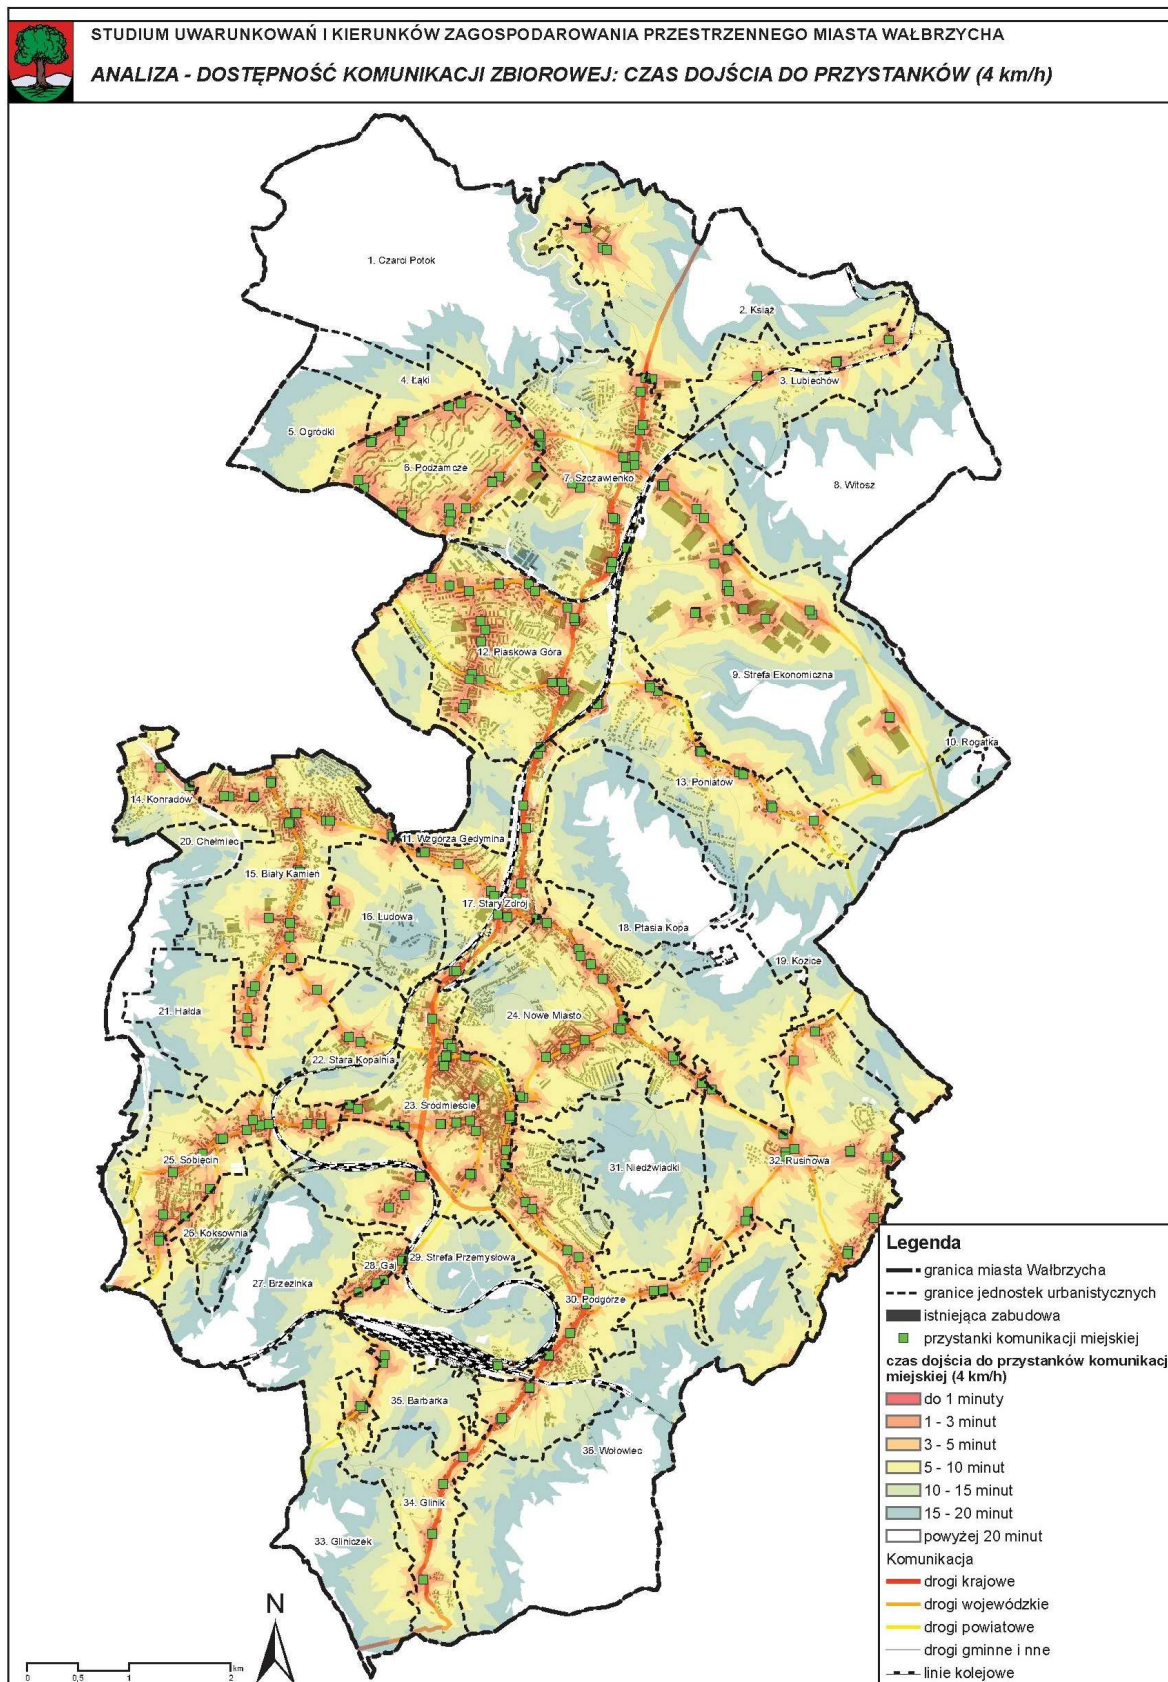 STUDIUM UWARUNKOWAŃ I KIERUNKÓW ZAGOSPODAROWANIA PRZESTRZENNEGO MIASTA WAŁBRZYCHA
ANALIZA - DOSTĘPNOŚĆ KOMUNIKACJI ZBIOROWEJ: CZAS DOJŚCIA DO PRZYSTANKÓW (4 km/h)
1. Czarci Potok
2. Książ
3. Lubiechów
4. Łąki
5. Ogródki
6. Podzamcze
7. Szczawienko
8. Witosz
9. Strefa Ekonomiczna
10. Rogatka
12. Piaskowa Góra
13. Poniatów
14. Konradów
11. Wzgórza Gedymina
20. Chełmiec
15. Biały Kamień
16. Ludowa
17. Stary Zdrój
18. Ptasia Kopa
19. Kozice
21. Hałda
24. Nowe Miasto
22. Stara Kopalnia
23. Śródmieście
25. Sobięcin
31. Niedźwiadki
32. Rusinowa
26. Koksownia
27. Brzezinka
28. Gaj
29. Strefa Przemysłowa
30. Podgórze
35. Barbarka
36. Wołowiec
34. Glinik
33. Gliniczek
Legenda
granica miasta Wałbrzycha
granice jednostek urbanistycznych
istniejąca zabudowa
przystanki komunikacji miejskiej
czas dojścia do przystanków komunikacj
miejskiej (4 km/h)
do 1 minuty
1 - 3 minut
3 - 5 minut
5 - 10 minut
10 - 15 minut
15 - 20 minut
powyżej 20 minut
Komunikacja
drogi krajowe
drogi wojewódzkie
drogi powiatowe
drogi gminne i nne
linie kolejowe
N
km
0 0,5 1 2